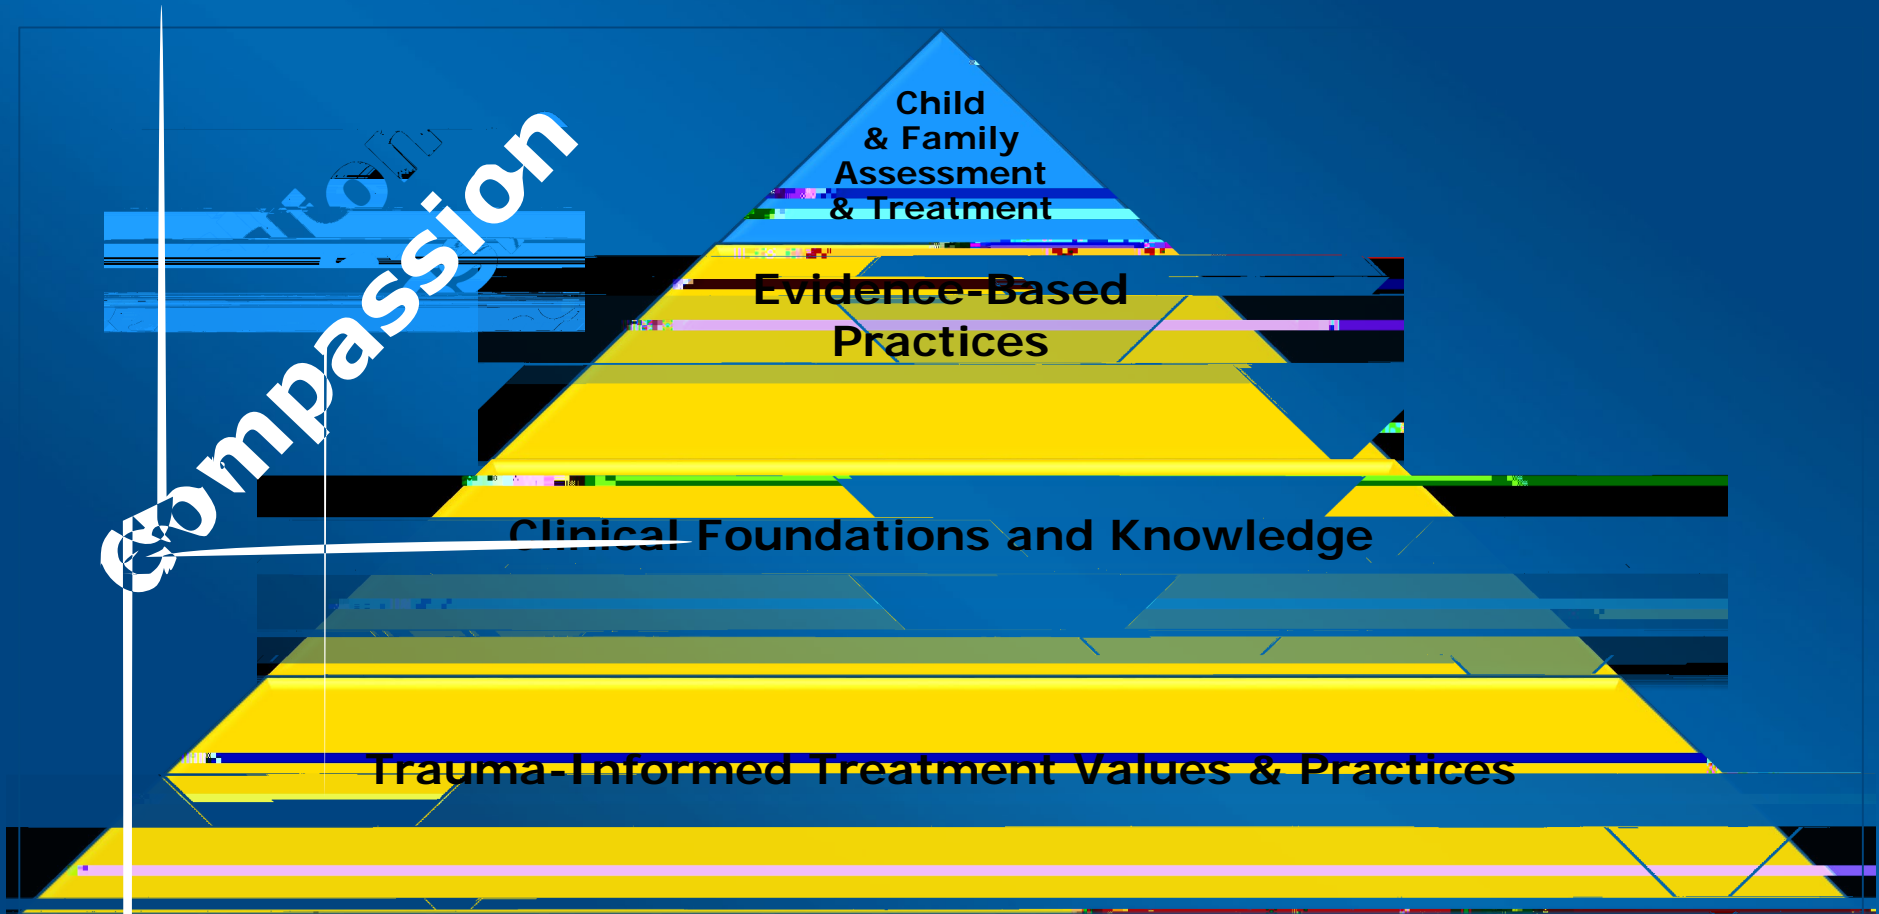 Child
& Family
Assessment
& Treatment
Compassion
Evidence-Based
Practices
Clinical Foundations and Knowledge
Trauma-Informed Treatment Values & Practices